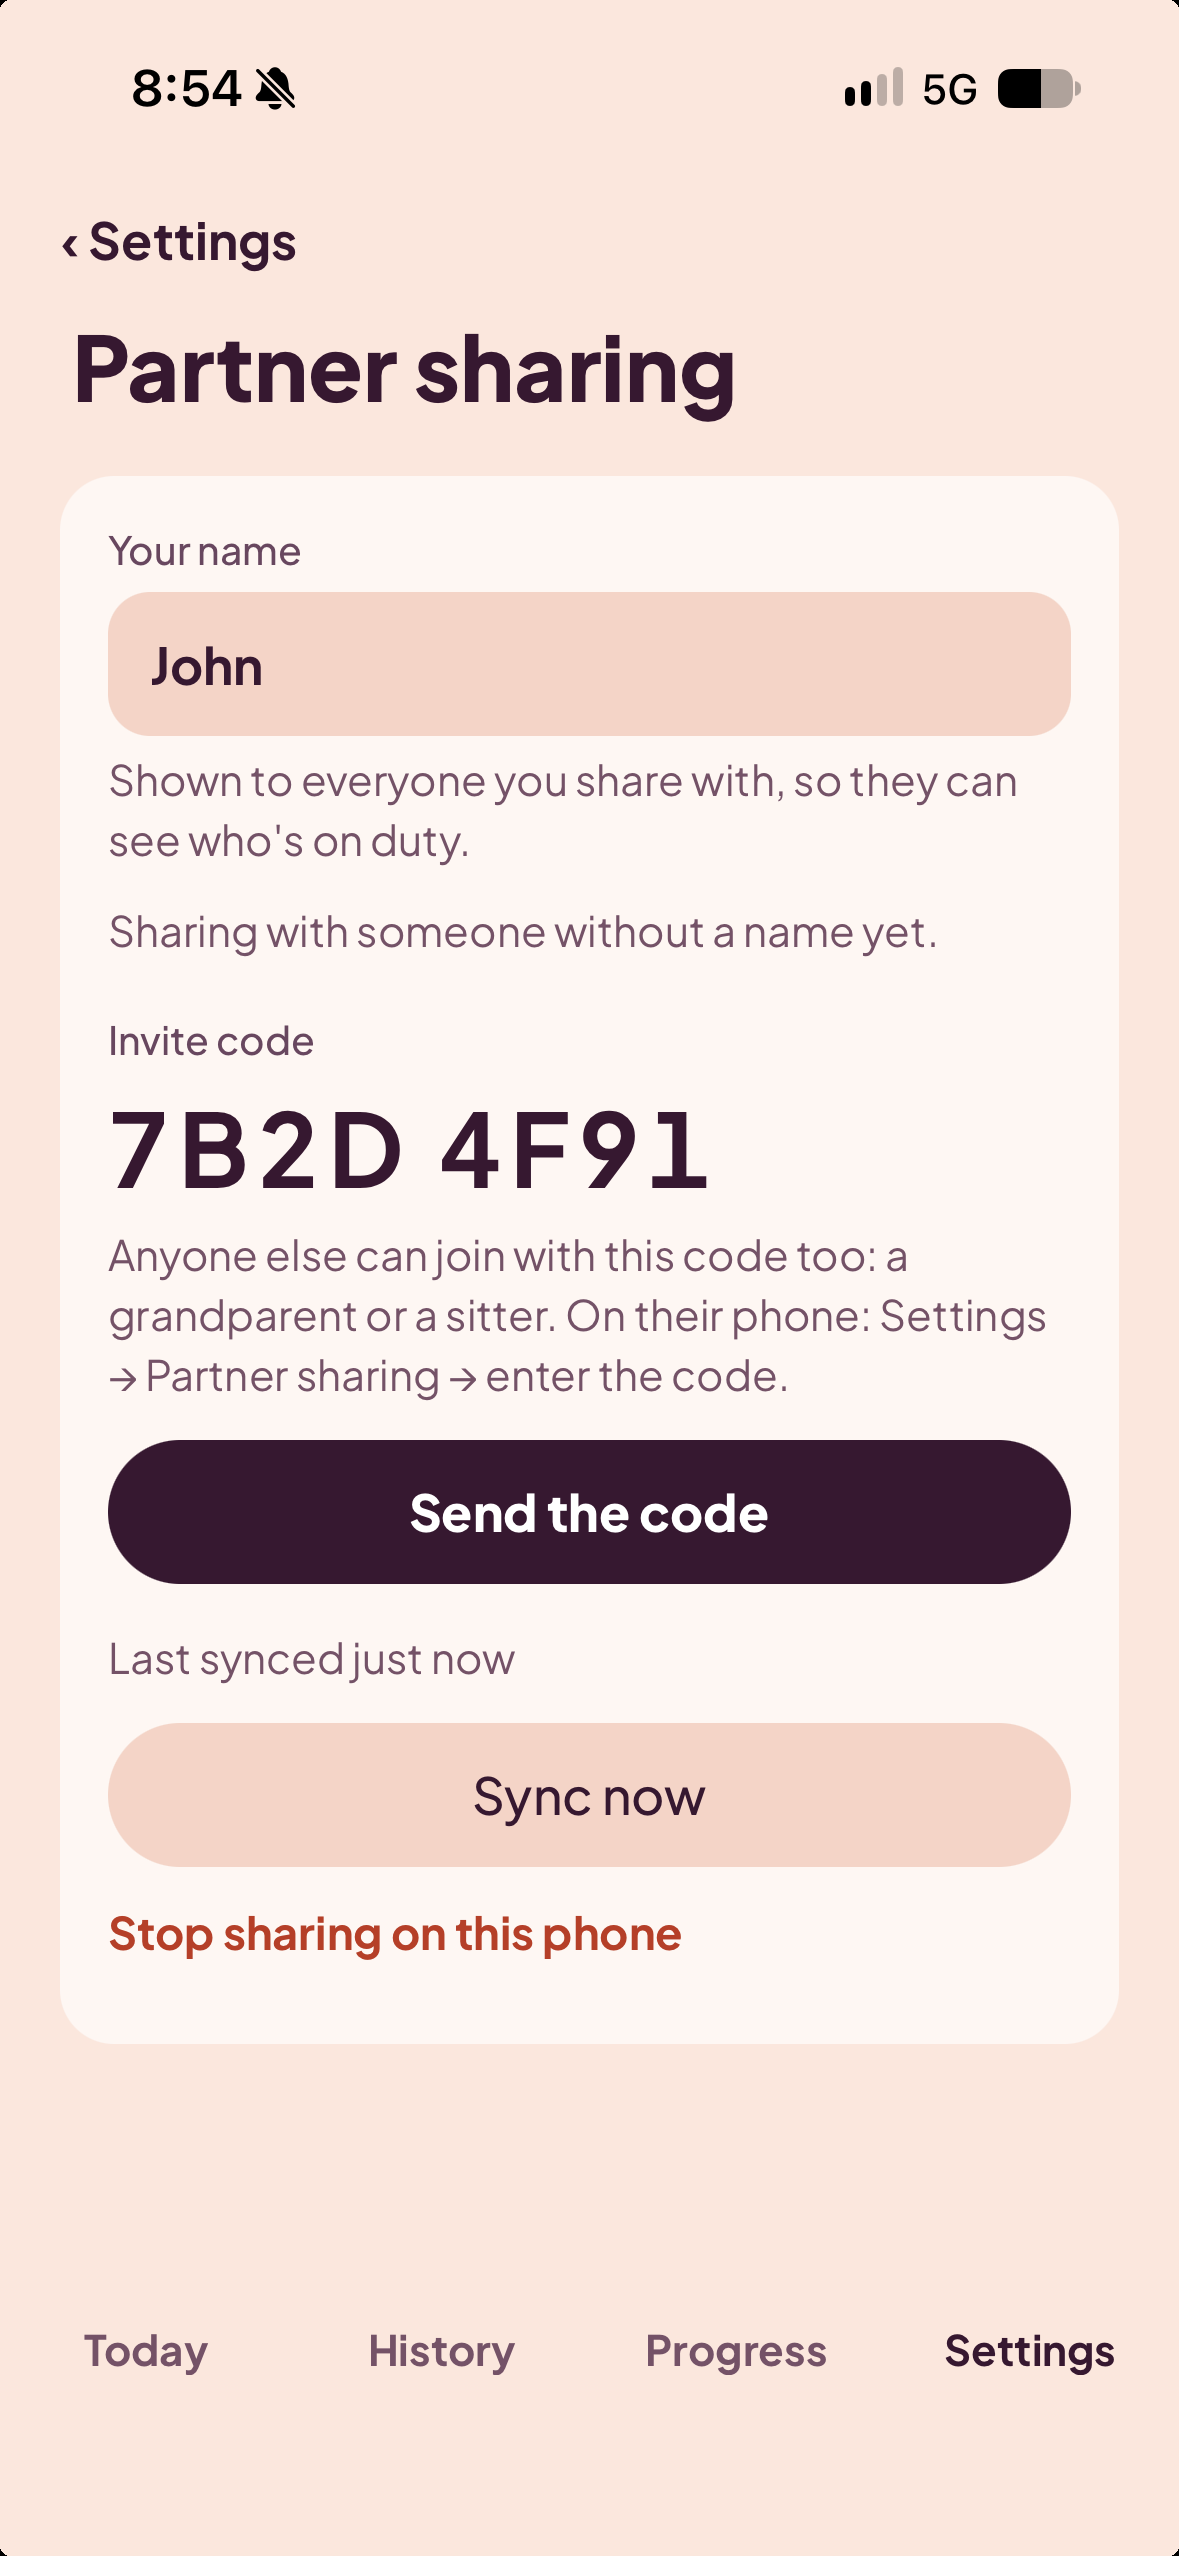 8:54
5G
‹ Settings
Partner sharing
Your name
John
Shown to everyone you share with, so they can
see who's on duty.
Sharing with someone without a name yet.
Invite code
7B2D 4F91
Anyone else can join with this code too: a
grandparent or a sitter. On their phone: Settings
→ Partner sharing → enter the code.
Send the code
Last synced just now
Sync now
Stop sharing on this phone
Today History Progress Settings